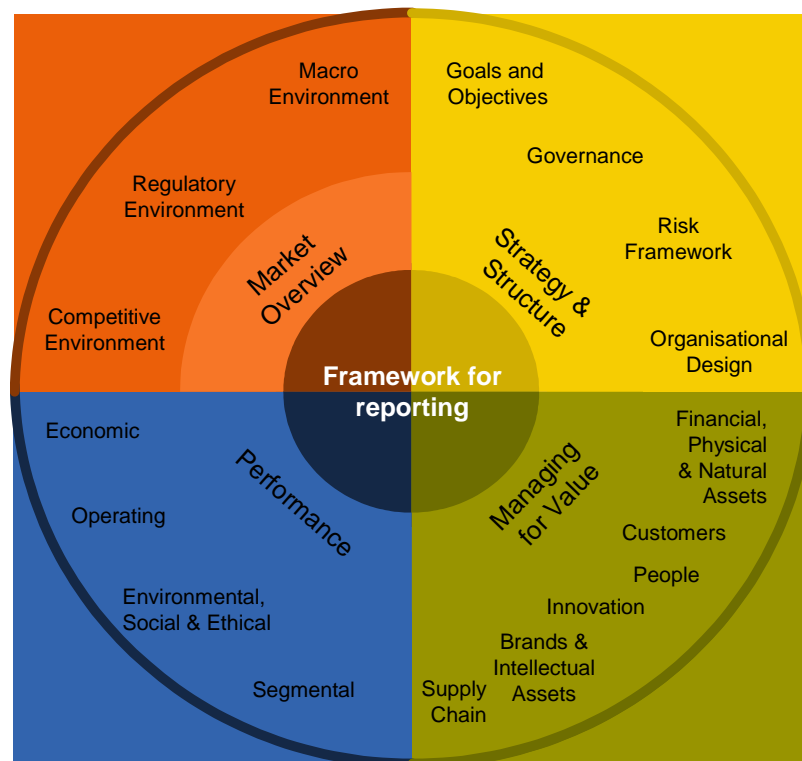 Macro
Environment
Regulatory
Environment
Competitive
Environment
Market
Overview
Goals and
Objectives
Governance
Risk
Framework
Organisational
Design
Strategy &
Structure
Framework for
reporting
Economic
Operating
Environmental,
Social & Ethical
Segmental
Performance
Managing
for Value
Financial,
Physical
& Natural
Assets
Customers
People
Innovation
Brands &
Intellectual
Assets
Supply
Chain